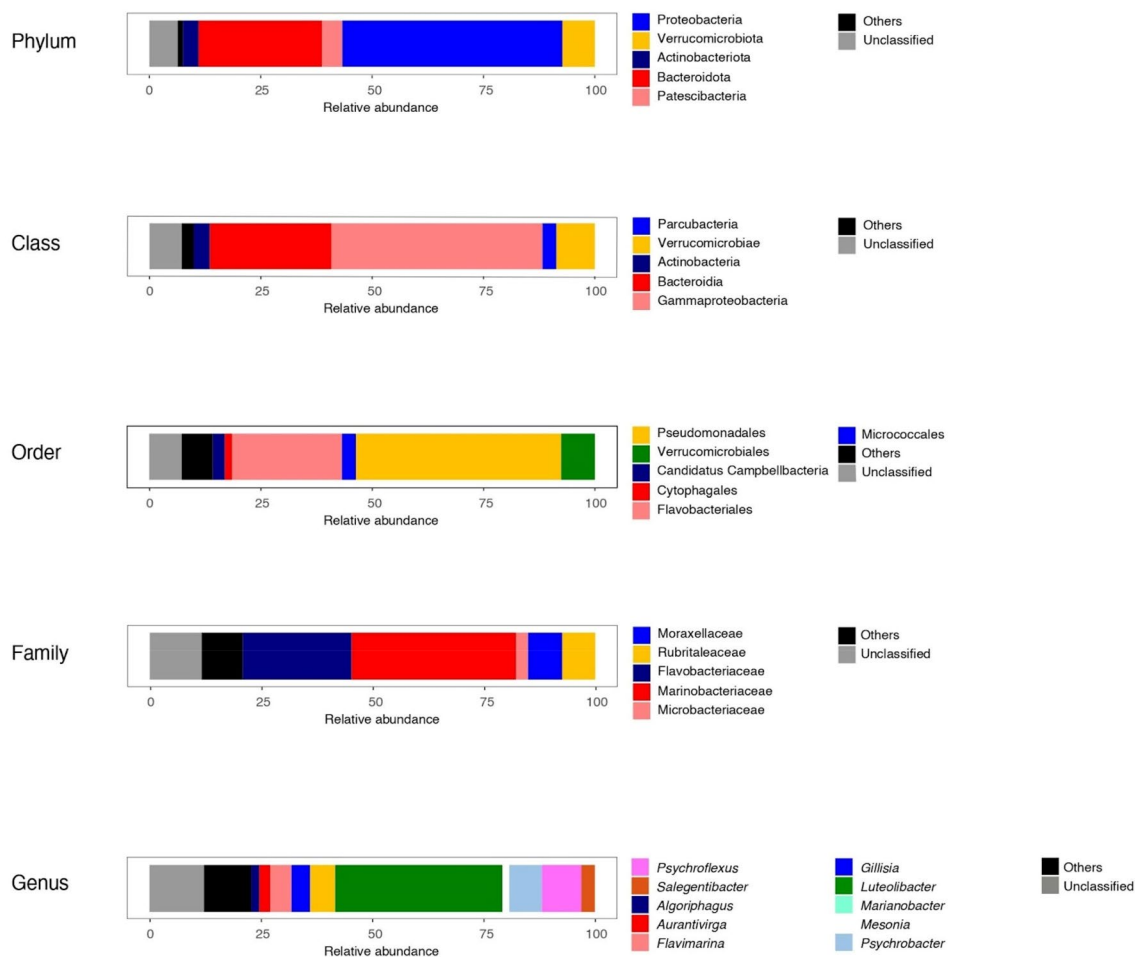 Phylum
0 25 50 75 100
Relative abundance
Proteobacteria
Verrucomicrobiota
Actinobacteriota
Bacteroidota
Patescibacteria
Others
Unclassified
Class
0 25 50 75 100
Relative abundance
Parcubacteria
Verrucomicrobiae
Actinobacteria
Bacteroidia
Gammaproteobacteria
Others
Unclassified
Order
0 25 50 75 100
Relative abundance
Pseudomonadales
Verrucomicrobiales
Candidatus Campbellbacteria
Cytophagales
Flavobacteriales
Micrococcales
Others
Unclassified
Family
0 25 50 75 100
Relative abundance
Moraxellaceae
Rubritaleaceae
Flavobacteriaceae
Marinobacteriaceae
Microbacteriaceae
Others
Unclassified
Genus
0 25 50 75 100
Relative abundance
Psychroflexus
Salegentibacter
Algoriphagus
Aurantivirga
Flavimarina
Gillisia
Luteolibacter
Marianobacter
Mesonia
Psychrobacter
Others
Unclassified